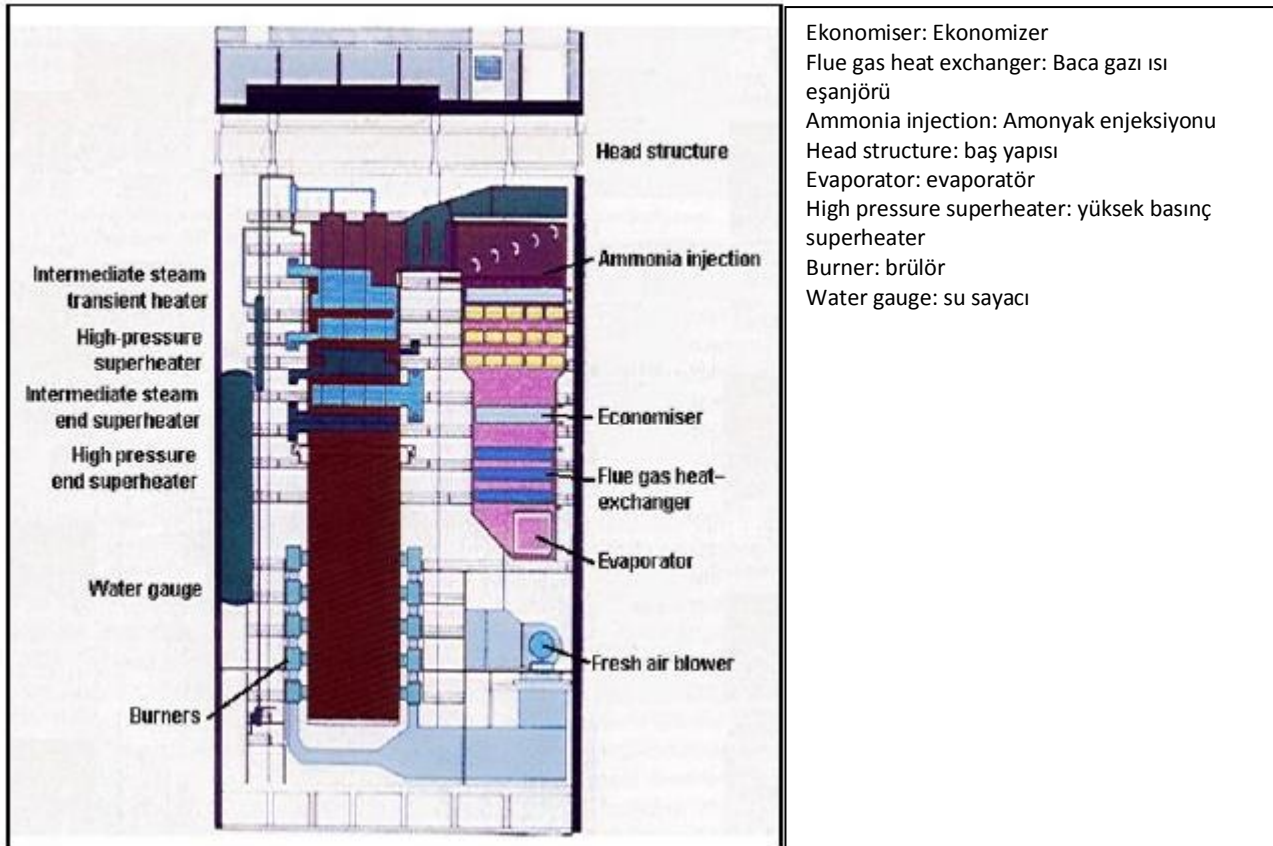 Head structure
Ammonia injection
Intermediate steam
transient heater
High-pressure
superheater
Intermediate steam
end superheater
High pressure
end superheater
Water gauge
Burners
Economiser
Flue gas heat-
exchanger
Evaporator
Fresh air blower
Ekonomiser: Ekonomizer
Flue gas heat exchanger: Baca gazı ısı
eşanjörü
Ammonia injection: Amonyak enjeksiyonu
Head structure: baş yapısı
Evaporator: evaporatör
High pressure superheater: yüksek basınç
superheater
Burner: brülör
Water gauge: su sayacı